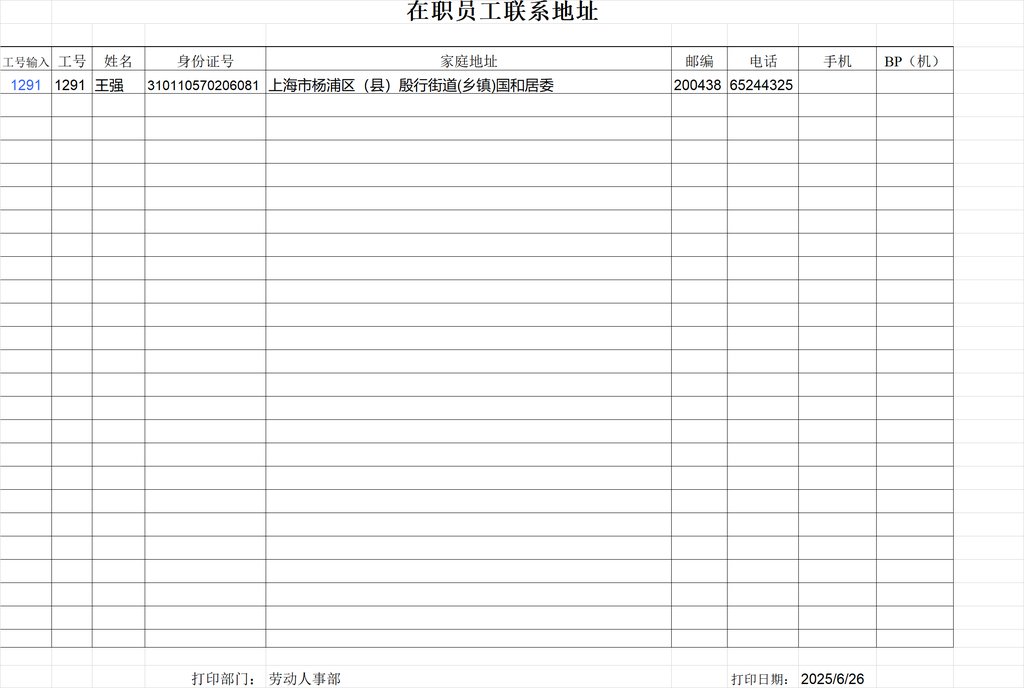 在职员工联系地址
工号输入 工号 姓名 身份证号 家庭地址 邮编 电话 手机 BP（机）
1291 1291 王强 310110570206081 上海市杨浦区（县）殷行街道(乡镇)国和居委 200438 65244325
打印部门： 劳动人事部 打印日期： 2025/6/26